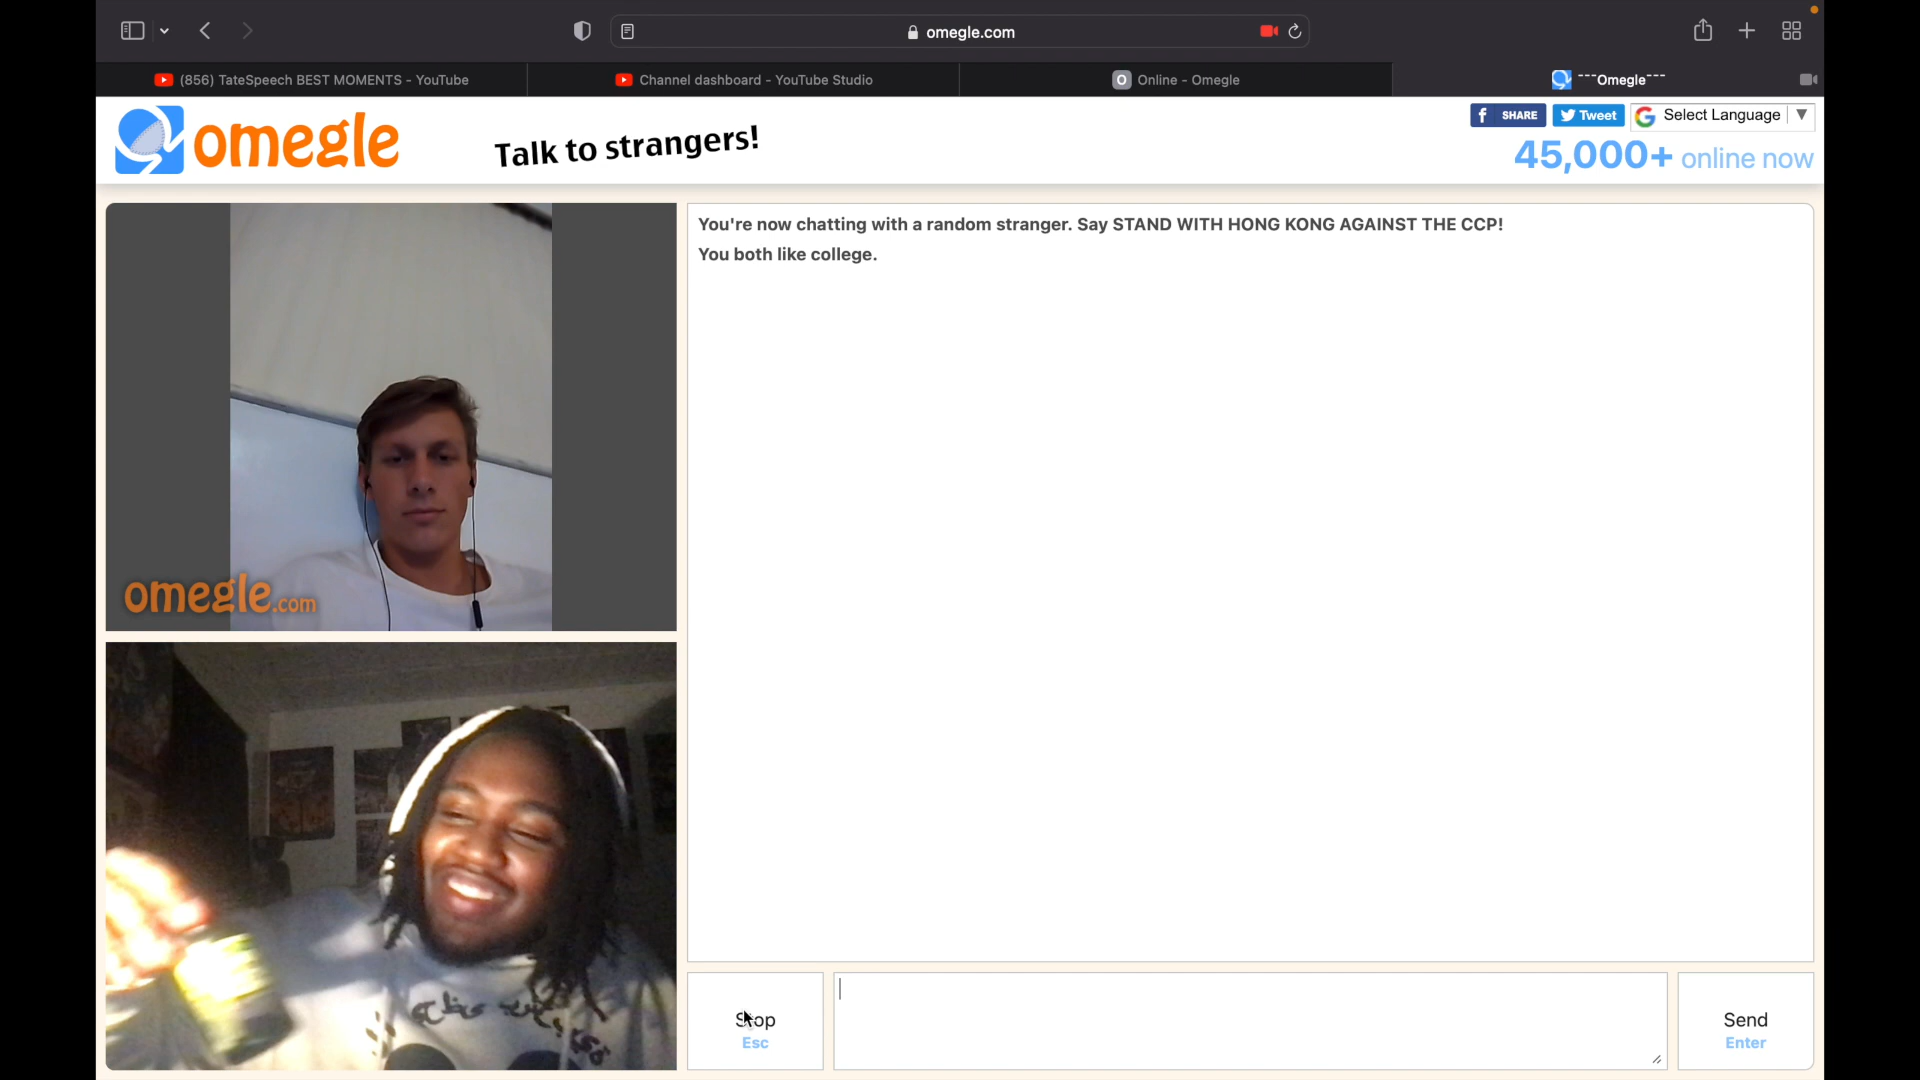 omegle.com
(856) TateSpeech BEST MOMENTS - YouTube
Channel dashboard - YouTube Studio
Online - Omegle
---Omegle---
omegle
Talk to strangers!
SHARE
Tweet
Select Language
45,000+ online now
You're now chatting with a random stranger. Say STAND WITH HONG KONG AGAINST THE CCP!
You both like college.
omegle.com
Stop
Esc
Send
Enter